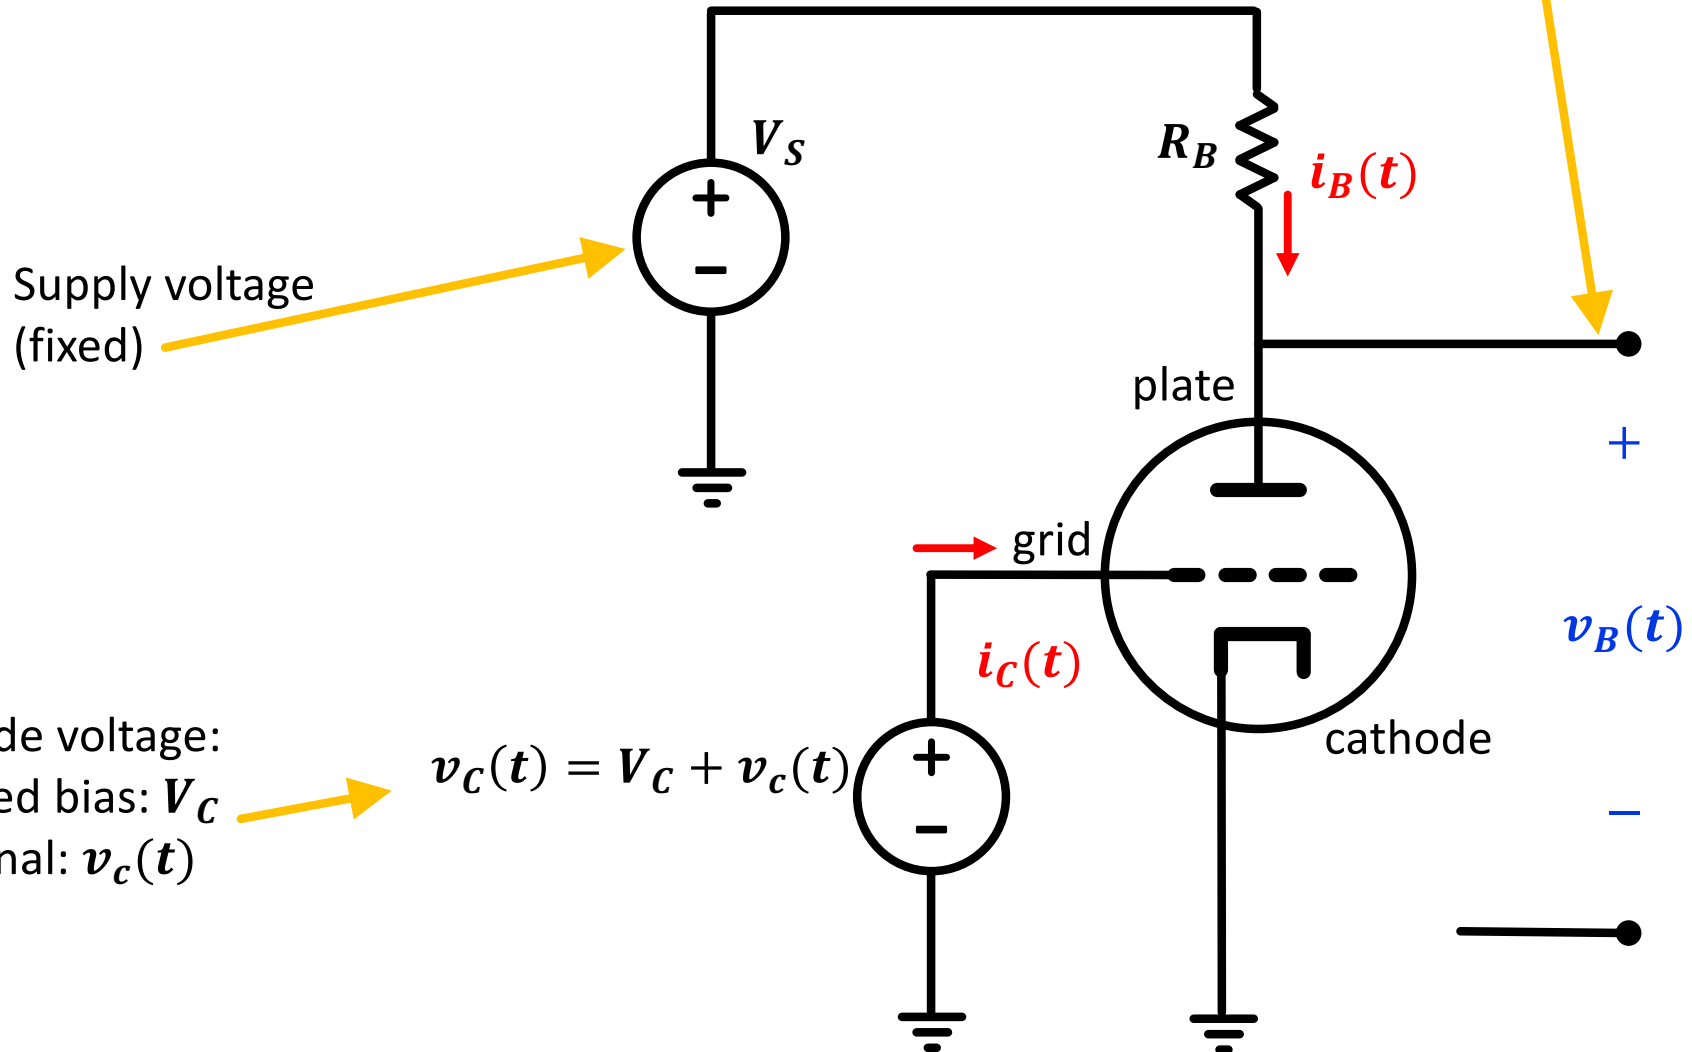 V_S
R_B
i_B(t)
+
−
Supply voltage
(fixed)
plate
+
grid
v_B(t)
i_C(t)
de voltage:
cathode
v_C(t) = V_C + v_c(t)
+
ed bias: V_C
−
−
nal: v_c(t)